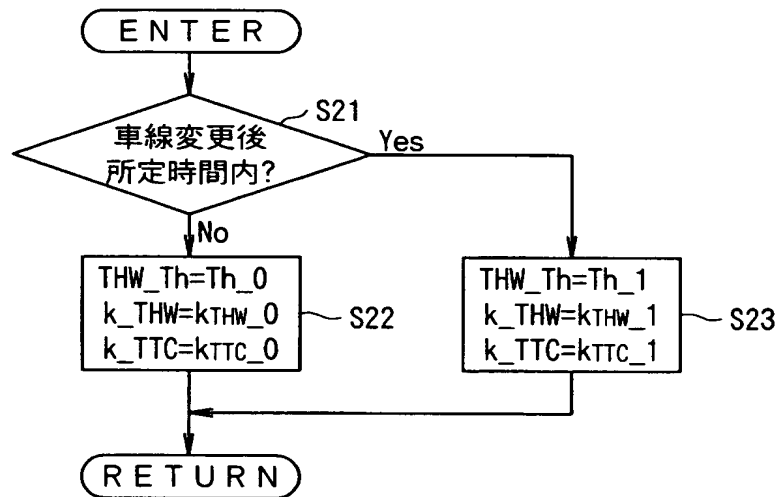 ENTER
S21
車線変更後
所定時間内?
Yes
No
THW_Th=Th_0
k_THW=kTHW_0
k_TTC=kTTC_0
S22
THW_Th=Th_1
k_THW=kTHW_1
k_TTC=kTTC_1
S23
RETURN